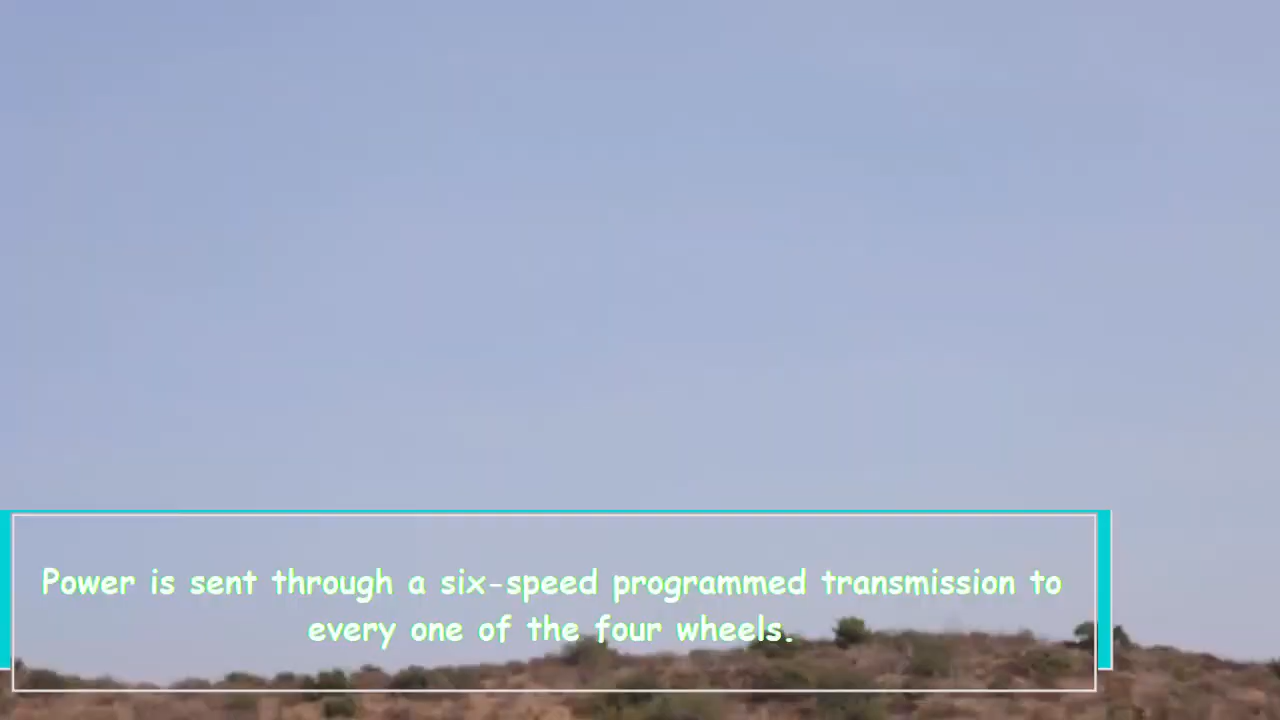 Power is sent through a six-speed programmed transmission to
every one of the four wheels.